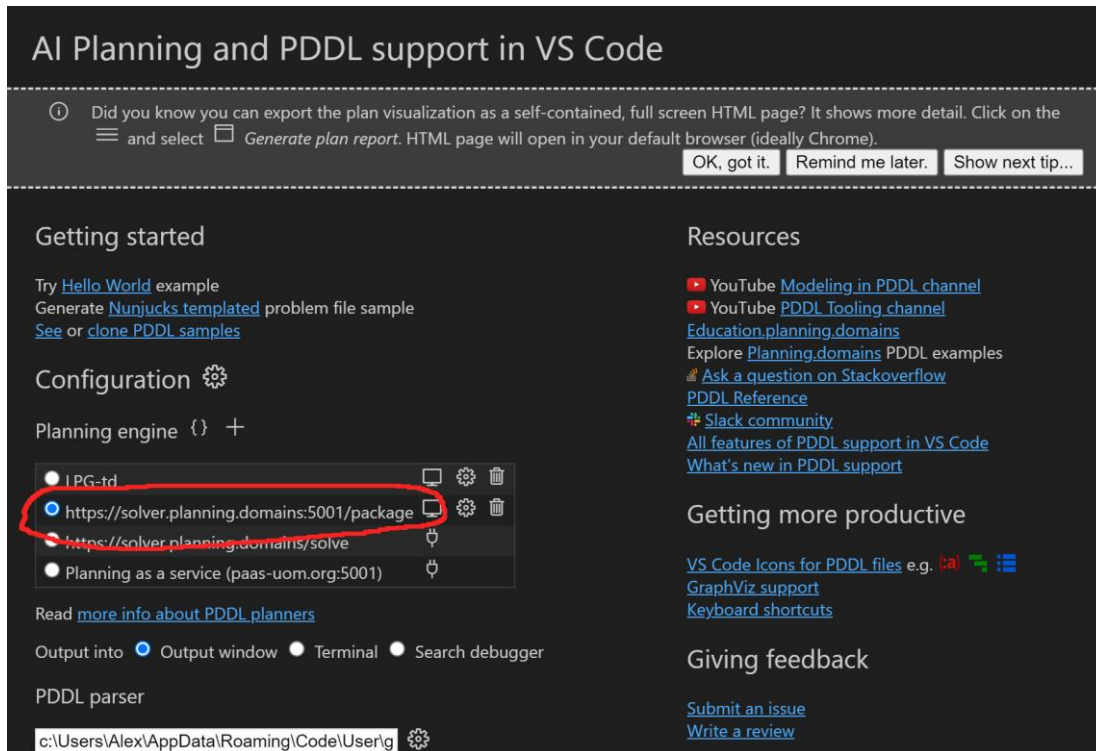 AI Planning and PDDL support in VS Code
Did you know you can export the plan visualization as a self-contained, full screen HTML page? It shows more detail. Click on the
and select Generate plan report. HTML page will open in your default browser (ideally Chrome).
OK, got it. Remind me later. Show next tip...
Getting started
Try Hello World example
Generate Nunjucks templated problem file sample
See or clone PDDL samples
Configuration
Planning engine {} +
LPG-td
https://solver.planning.domains:5001/package
https://solver.planning.domains/solve
Planning as a service (paas-uom.org:5001)
Read more info about PDDL planners
Output into Output window Terminal Search debugger
PDDL parser
c:\Users\Alex\AppData\Roaming\Code\User\g
Resources
YouTube Modeling in PDDL channel
YouTube PDDL Tooling channel
Education.planning.domains
Explore Planning.domains PDDL examples
Ask a question on Stackoverflow
PDDL Reference
Slack community
All features of PDDL support in VS Code
What's new in PDDL support
Getting more productive
VS Code Icons for PDDL files e.g. (:a)
GraphViz support
Keyboard shortcuts
Giving feedback
Submit an issue
Write a review